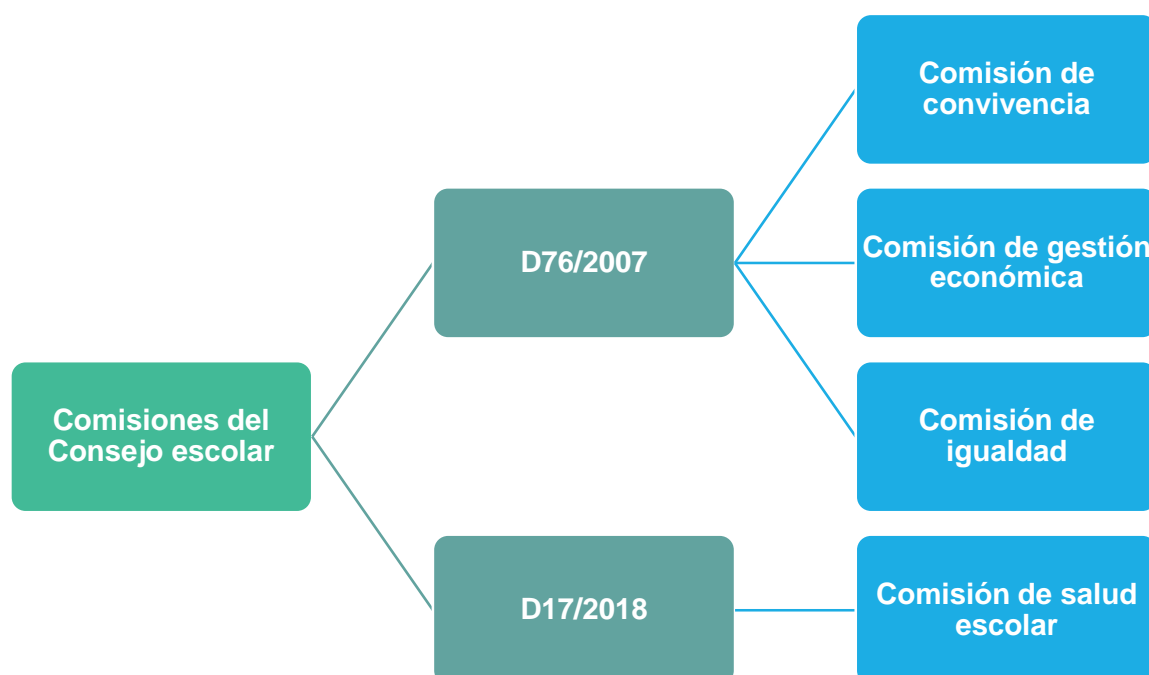 Comisiones del
Consejo escolar
D76/2007
Comisión de
convivencia
Comisión de gestión
económica
Comisión de
igualdad
D17/2018
Comisión de salud
escolar